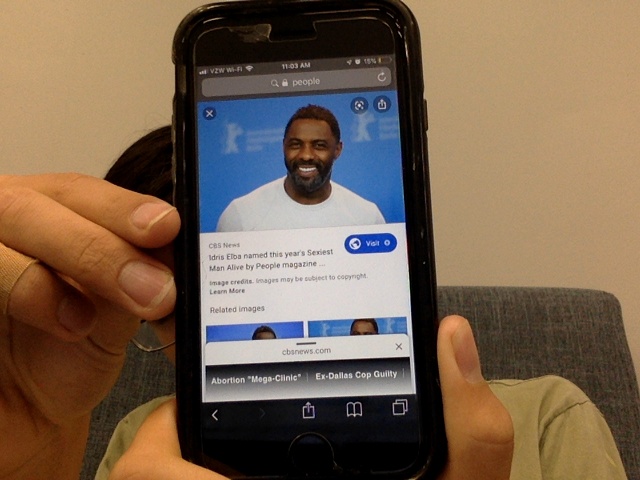 VZW Wi-Fi 11:03 AM 15%
people
CBS News
Idris Elba named this year's Sexiest
Man Alive by People magazine ...
Visit
Image credits. Images may be subject to copyright.
Learn More
Related images
cbsnews.com
Abortion "Mega-Clinic" Ex-Dallas Cop Guilty